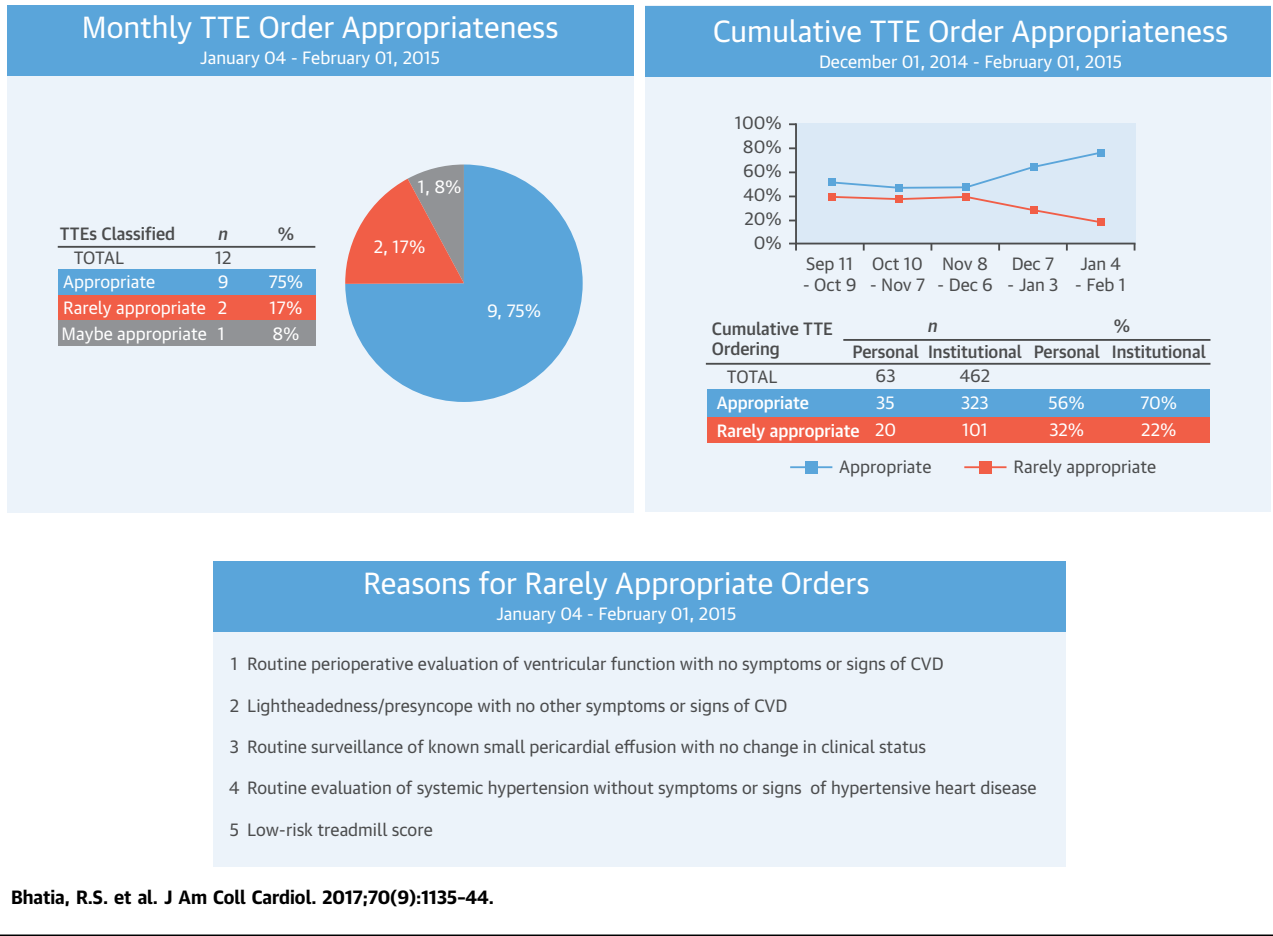 Monthly TTE Order Appropriateness
January 04 - February 01, 2015
TTEs Classified n %
TOTAL 12
Appropriate 9 75%
Rarely appropriate 2 17%
Maybe appropriate 1 8%
1, 8%
2, 17%
9, 75%
Cumulative TTE Order Appropriateness
December 01, 2014 - February 01, 2015
100%
80%
60%
40%
20%
0%
Sep 11 Oct 10 Nov 8 Dec 7 Jan 4
- Oct 9 - Nov 7 - Dec 6 - Jan 3 - Feb 1
Cumulative TTE n %
Ordering Personal Institutional Personal Institutional
TOTAL 63 462
Appropriate 35 323 56% 70%
Rarely appropriate 20 101 32% 22%
Appropriate Rarely appropriate
Reasons for Rarely Appropriate Orders
January 04 - February 01, 2015
1 Routine perioperative evaluation of ventricular function with no symptoms or signs of CVD
2 Lightheadedness/presyncope with no other symptoms or signs of CVD
3 Routine surveillance of known small pericardial effusion with no change in clinical status
4 Routine evaluation of systemic hypertension without symptoms or signs of hypertensive heart disease
5 Low-risk treadmill score
Bhatia, R.S. et al. J Am Coll Cardiol. 2017;70(9):1135–44.